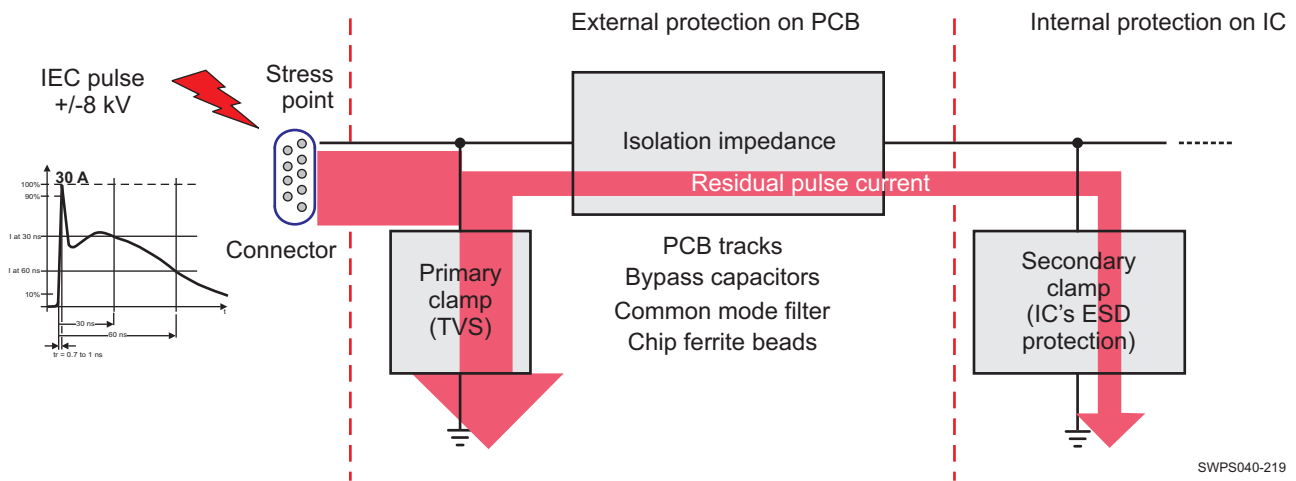 External protection on PCB
Internal protection on IC
IEC pulse
+/-8 kV
Stress
point
Connector
Isolation impedance
Residual pulse current
PCB tracks
Bypass capacitors
Common mode filter
Chip ferrite beads
Primary
clamp
(TVS)
Secondary
clamp
(IC's ESD
protection)
30 A
100%
90%
I at 30 ns
I at 60 ns
10%
t
30 ns
60 ns
tr = 0.7 to 1 ns
SWPS040-219